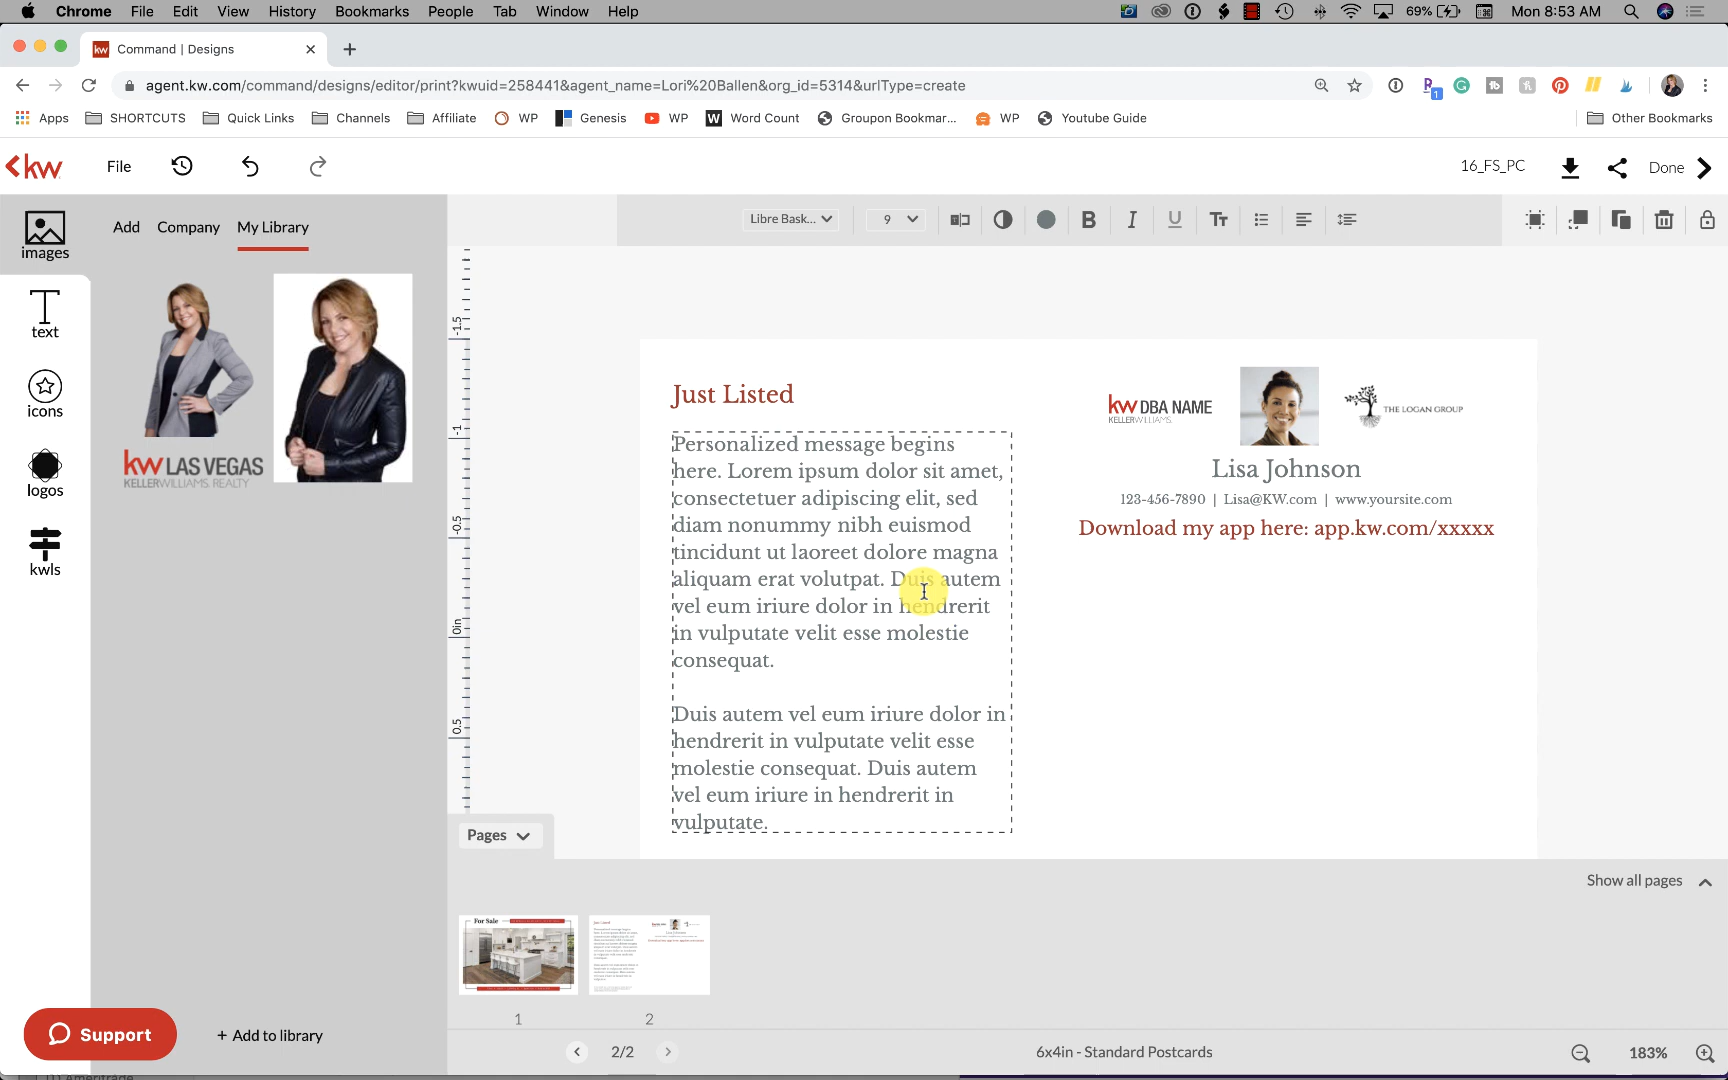 Chrome File Edit View History Bookmarks People Tab Window Help
69% Mon 8:53 AM
kw Command | Designs
agent.kw.com/command/designs/editor/print?kwuid=258441&agent_name=Lori%20Ballen&org_id=5314&urlType=create
Apps SHORTCUTS Quick Links Channels Affiliate WP Genesis WP W Word Count Groupon Bookmar... WP Youtube Guide Other Bookmarks
kw File 16_FS_PC Done
images
Add Company My Library
Libre Bask... 9 B I U Tt
text
icons
logos
kwls
kw LAS VEGAS
KELLERWILLIAMS. REALTY
-1.5
-1
-0.5
0in
0.5
Just Listed
Personalized message begins
here. Lorem ipsum dolor sit amet,
consectetuer adipiscing elit, sed
diam nonummy nibh euismod
tincidunt ut laoreet dolore magna
aliquam erat volutpat. Duis autem
vel eum iriure dolor in hendrerit
in vulputate velit esse molestie
consequat.
Duis autem vel eum iriure dolor in
hendrerit in vulputate velit esse
molestie consequat. Duis autem
vel eum iriure in hendrerit in
vulputate.
kw DBA NAME
KELLERWILLIAMS.
THE LOGAN GROUP
Lisa Johnson
123-456-7890 | Lisa@KW.com | www.yoursite.com
Download my app here: app.kw.com/xxxxx
Pages
Show all pages
For Sale
Just Listed
1 2
Support
+ Add to library
2/2
6x4in - Standard Postcards
183%